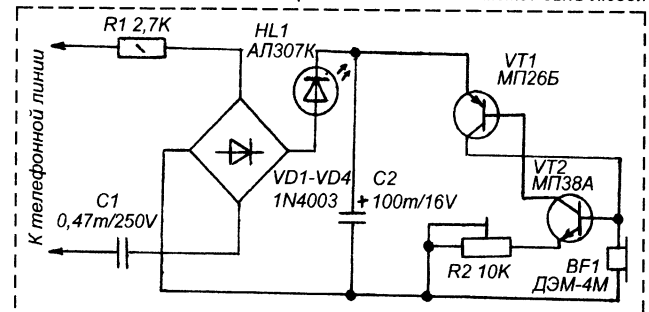 R1 2,7K
HL1
АЛ307К
VT1
МП26Б
К телефонной линии
VT2
МП38А
C1
0,47m/250V
VD1-VD4
1N4003
C2
+ 100m/16V
R2 10K
BF1
ДЭМ-4М